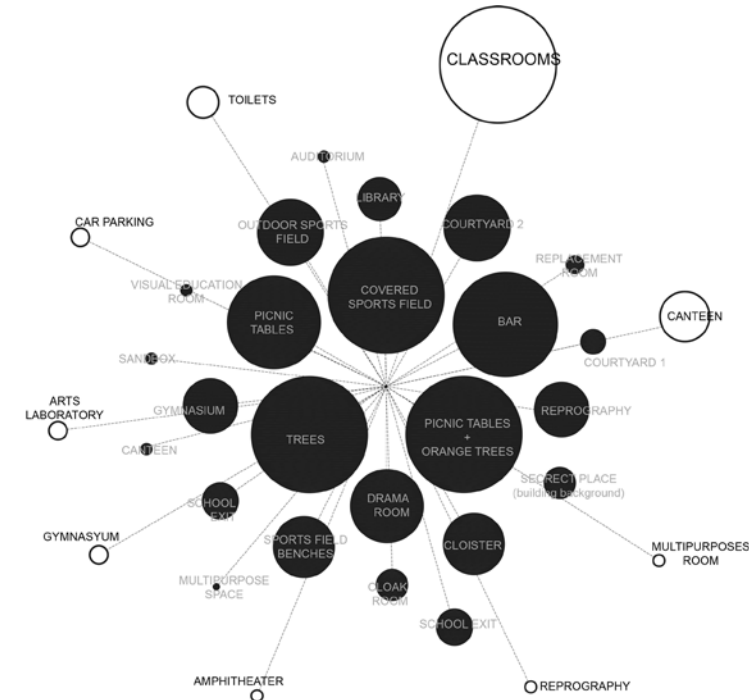 CLASSROOMS
TOILETS
AUDITORIUM
LIBRARY
OUTDOOR SPORTS
FIELD
COURTYARD 2
CAR PARKING
REPLACEMENT
ROOM
VISUAL EDUCATION
ROOM
COVERED
SPORTS FIELD
PICNIC
TABLES
BAR
CANTEEN
SANDBOX
COURTYARD 1
ARTS
LABORATORY
GYMNASIUM
REPROGRAPHY
TREES
PICNIC TABLES
+
ORANGE TREES
CANTEEN
SECRECT PLACE
(building background)
SCHOOL
EXIT
DRAMA
ROOM
GYMNASYUM
SPORTS FIELD
BENCHES
CLOISTER
MULTIPURPOSES
ROOM
MULTIPURPOSE
SPACE
CLOAK
ROOM
SCHOOL EXIT
AMPHITHEATER
REPROGRAPHY